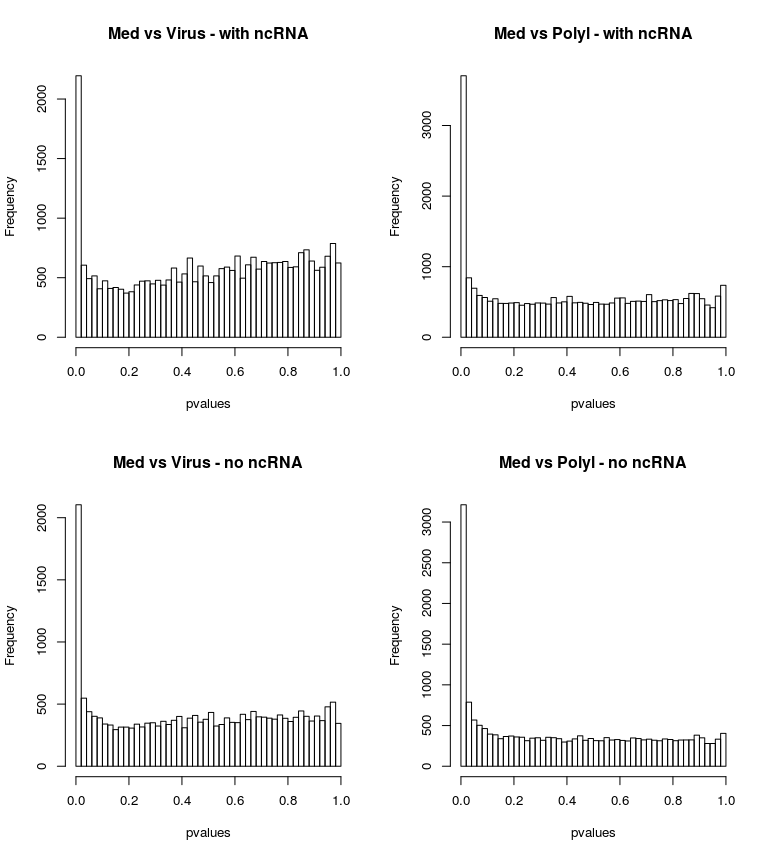 Med vs Virus - with ncRNA
Frequency
0 500 1000 1500 2000
0.0 0.2 0.4 0.6 0.8 1.0
pvalues
Med vs PolyI - with ncRNA
Frequency
0 1000 2000 3000
0.0 0.2 0.4 0.6 0.8 1.0
pvalues
Med vs Virus - no ncRNA
Frequency
0 500 1000 1500 2000
0.0 0.2 0.4 0.6 0.8 1.0
pvalues
Med vs PolyI - no ncRNA
Frequency
0 500 1000 1500 2000 2500 3000
0.0 0.2 0.4 0.6 0.8 1.0
pvalues